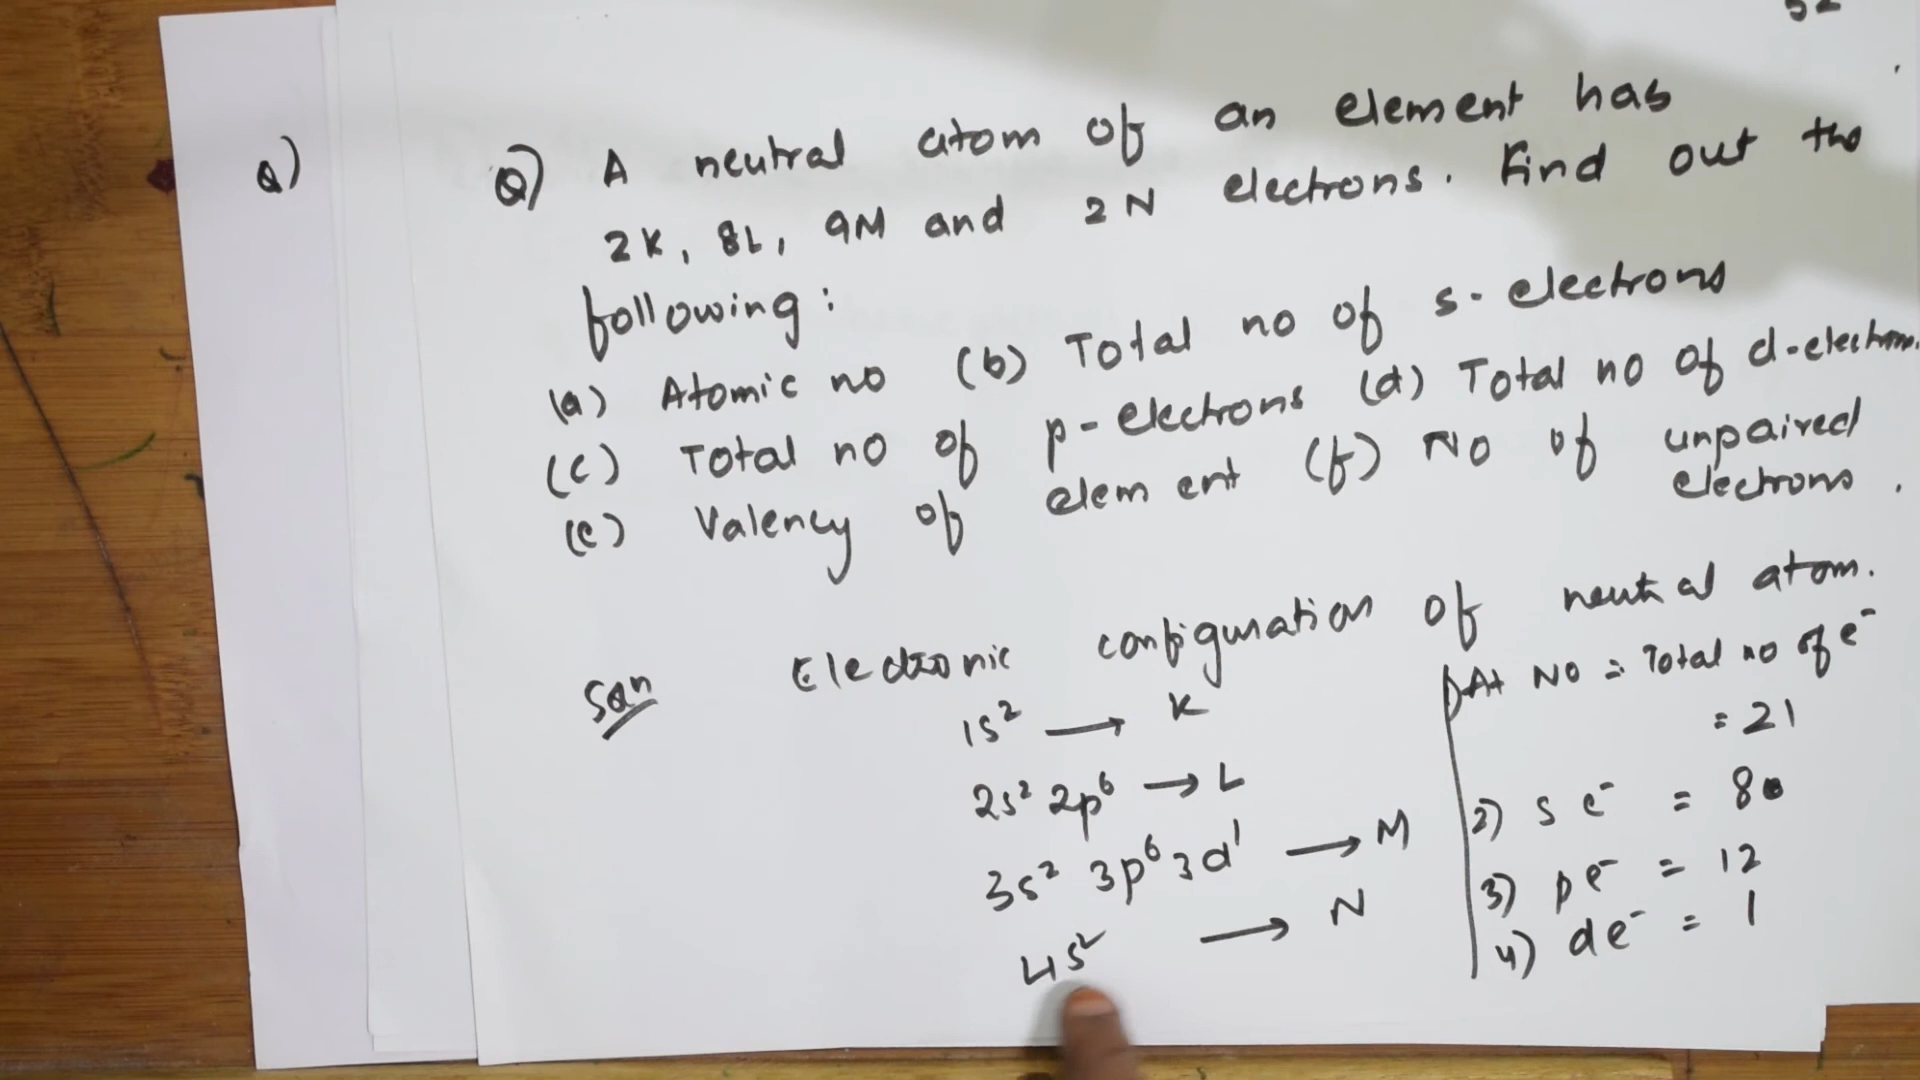 Q)
Q) A neutral atom of an element has
2K, 8L, 9M and 2N electrons. Find out the
following:
(a) Atomic no (b) Total no of s-electrons
(c) Total no of p-electrons (d) Total no of d-electrons.
(e) Valency of element (f) No of unpaired
electrons.
Soln Electronic configuration of neutral atom.
1s² → K
2s² 2p⁶ → L
3s² 3p⁶ 3d¹ → M
4s² → N
1) At No = Total no of e⁻
= 21
2) s e⁻ = 8
3) p e⁻ = 12
4) d e⁻ = 1